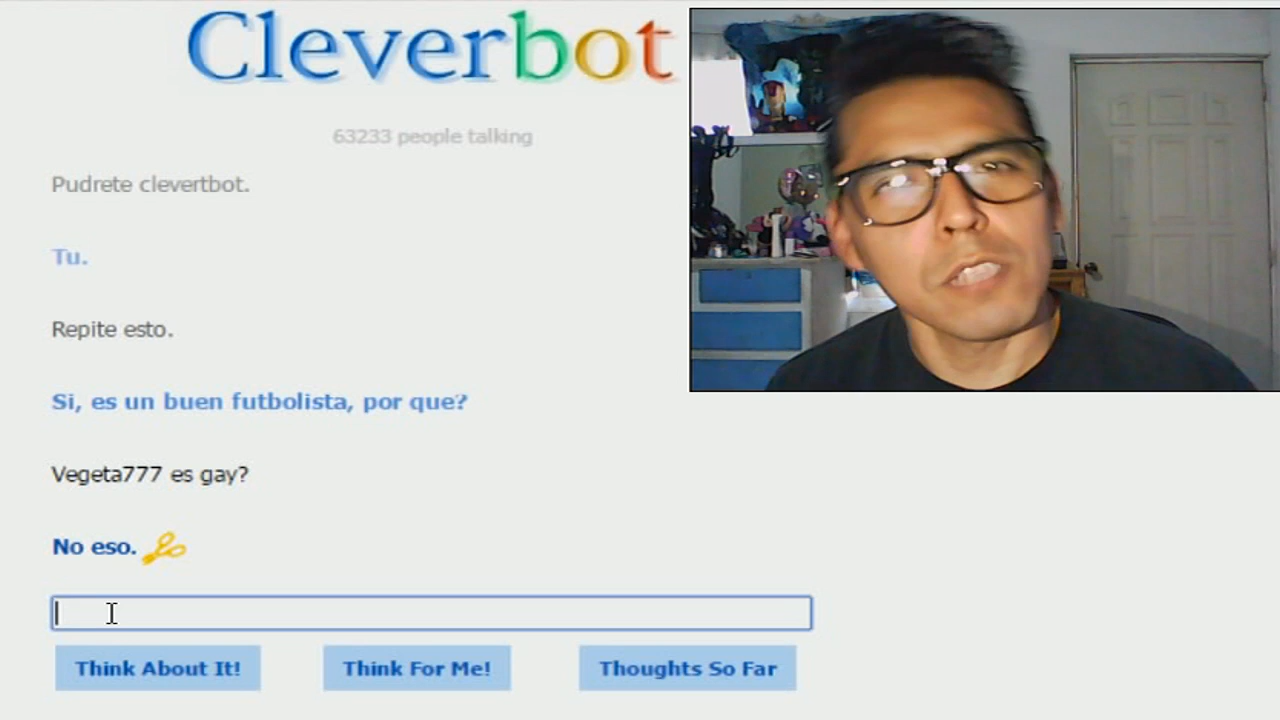 Cleverbot
63233 people talking
Pudrete clevertbot.
Tu.
Repite esto.
Si, es un buen futbolista, por que?
Vegeta777 es gay?
No eso.
Think About It!
Think For Me!
Thoughts So Far